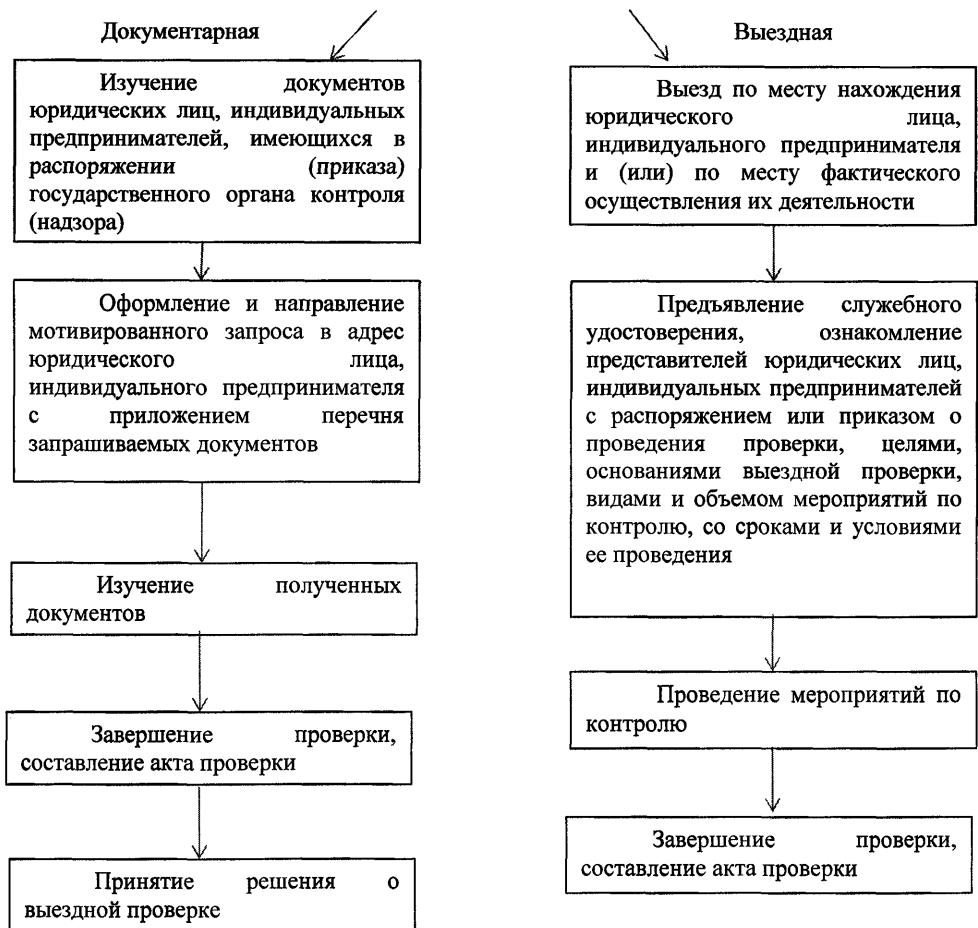 Документарная
Изучение документов
юридических лиц, индивидуальных
предпринимателей, имеющихся в
распоряжении (приказа)
государственного органа контроля
(надзора)
Оформление и направление
мотивированного запроса в адрес
юридического лица,
индивидуального предпринимателя
с приложением перечня
запрашиваемых документов
Изучение полученных
документов
Завершение проверки,
составление акта проверки
Принятие решения о
выездной проверке
Выездная
Выезд по месту нахождения
юридического лица,
индивидуального предпринимателя
и (или) по месту фактического
осуществления их деятельности
Предъявление служебного
удостоверения, ознакомление
представителей юридических лиц,
индивидуальных предпринимателей
с распоряжением или приказом о
проведения проверки, целями,
основаниями выездной проверки,
видами и объемом мероприятий по
контролю, со сроками и условиями
ее проведения
Проведение мероприятий по
контролю
Завершение проверки,
составление акта проверки